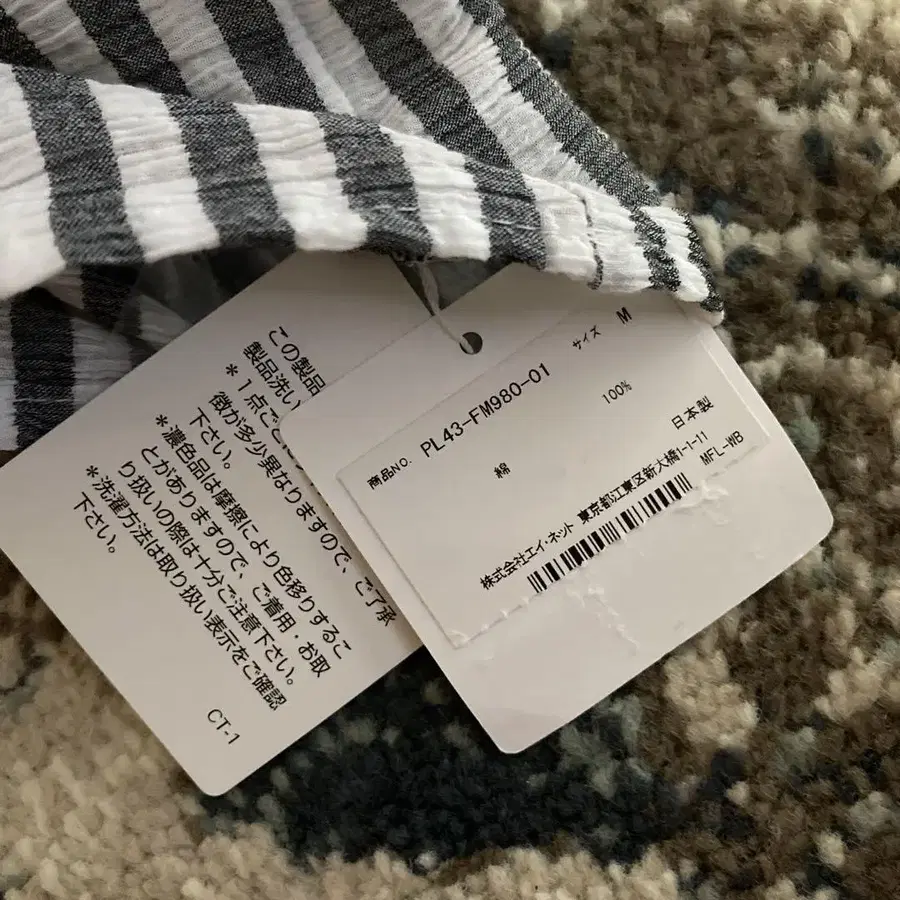 この製品
製品洗い
*1点ごと
徴が多少異なりますので、ご了承
下さい。
*濃色品は摩擦により色移りするこ
とがありますので、ご着用・お取
り扱いの際は十分ご注意下さい。
*洗濯方法は取り扱い表示をご確認
下さい。
CT-1
商品NO. PL43-FM980-01 サイズ M
綿 100%
日本製
株式会社エイ・ネット 東京都江東区新大橋1-1-11
MFL-WB